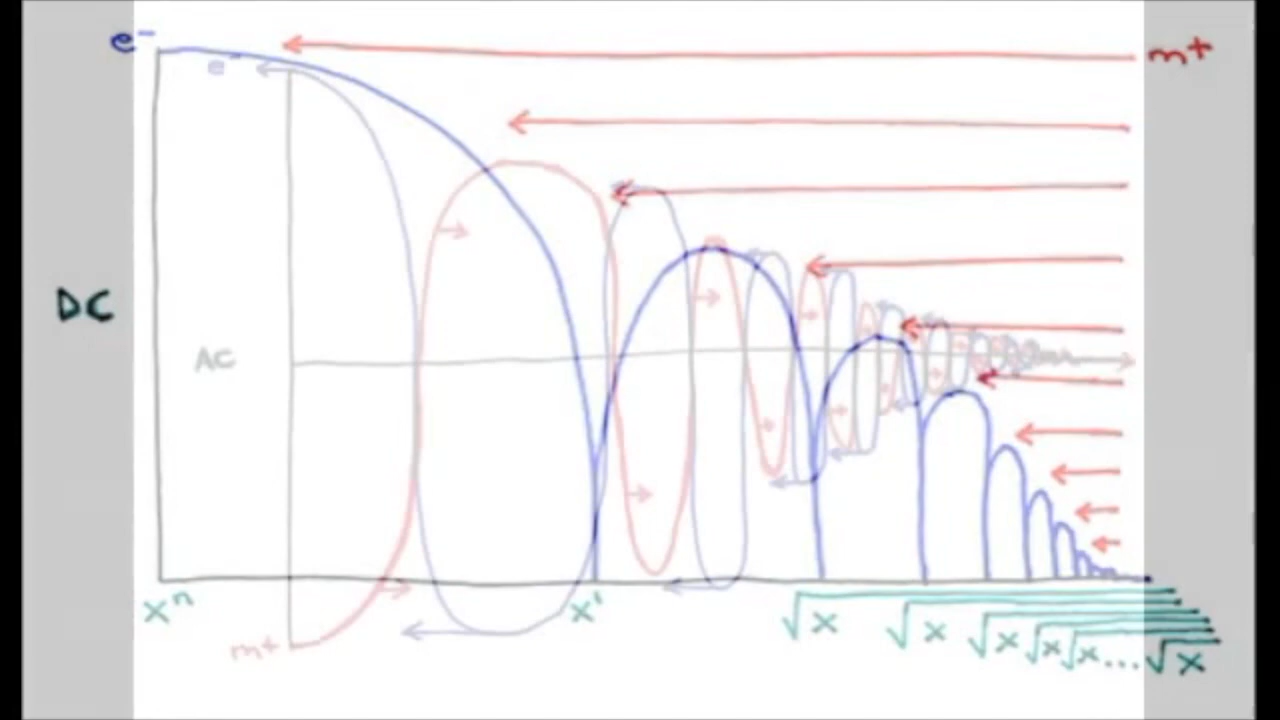 e⁻
m+
e⁻
DC
AC
xⁿ
x¹
√x √x √x √x √x... √x
m+